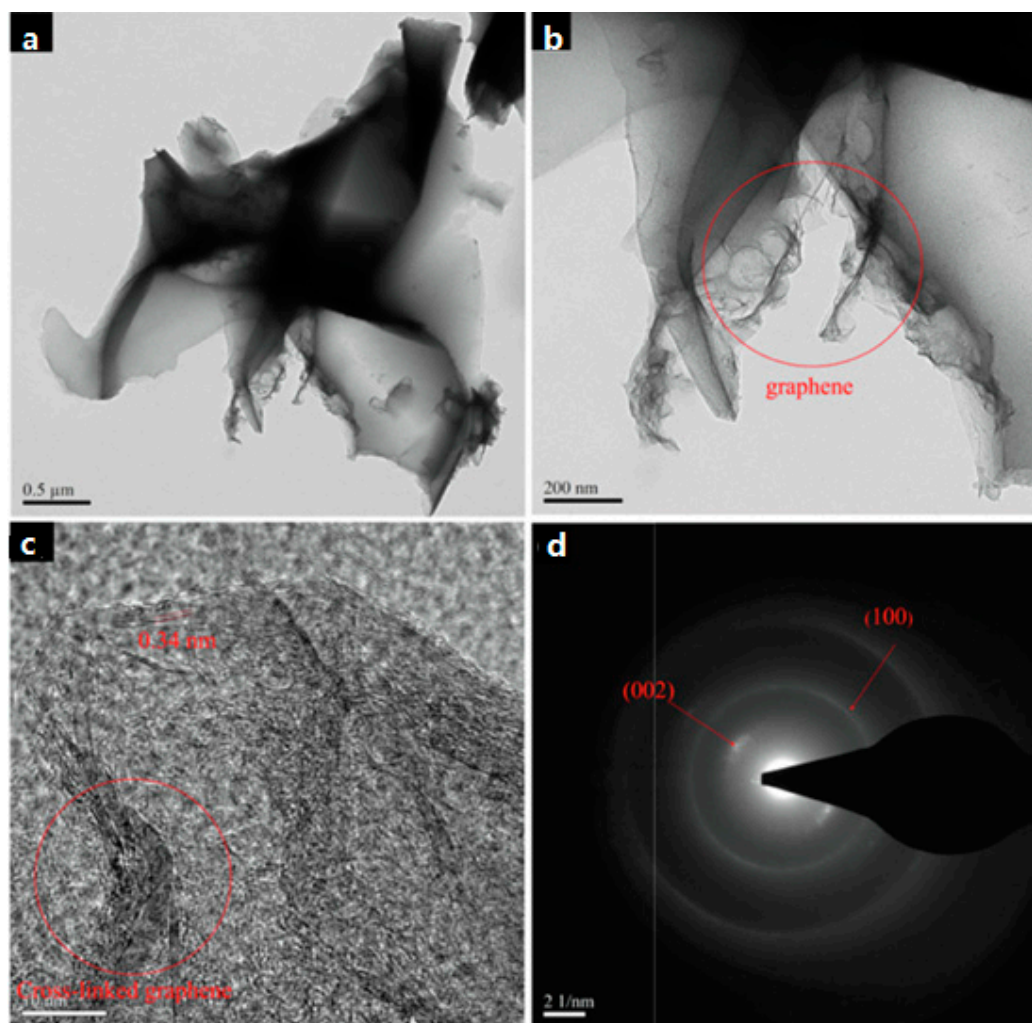 a
0.5 μm
b
graphene
200 nm
c
0.34 nm
Cross-linked graphene
d
(100)
(002)
2 1/nm